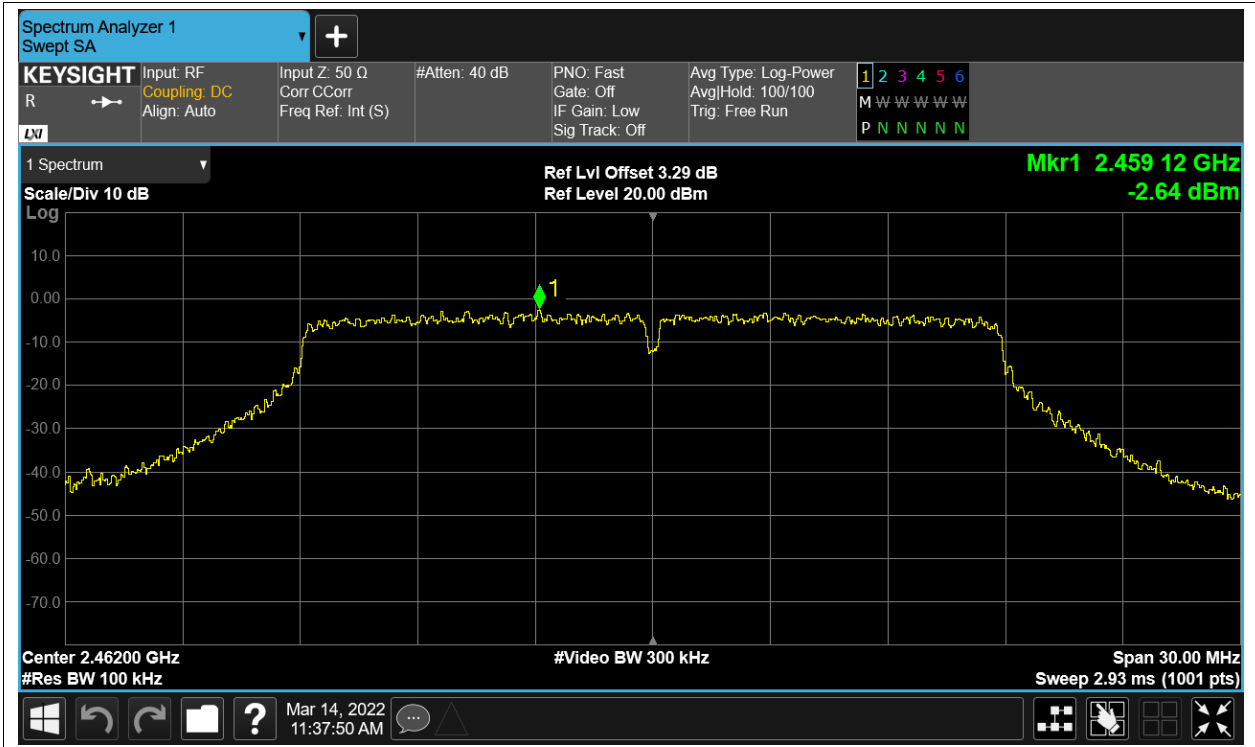 Spectrum Analyzer 1
Swept SA
+
KEYSIGHT
R
LXI
Input: RF
Coupling: DC
Align: Auto
Input Z: 50 Ω
Corr CCorr
Freq Ref: Int (S)
#Atten: 40 dB
PNO: Fast
Gate: Off
IF Gain: Low
Sig Track: Off
Avg Type: Log-Power
Avg|Hold: 100/100
Trig: Free Run
1 2 3 4 5 6
M W W W W W
P N N N N N
1 Spectrum
Scale/Div 10 dB
Log
Ref Lvl Offset 3.29 dB
Ref Level 20.00 dBm
Mkr1 2.459 12 GHz
-2.64 dBm
10.0
0.00
-10.0
-20.0
-30.0
-40.0
-50.0
-60.0
-70.0
1
Center 2.46200 GHz
#Res BW 100 kHz
#Video BW 300 kHz
Span 30.00 MHz
Sweep 2.93 ms (1001 pts)
?
Mar 14, 2022
11:37:50 AM